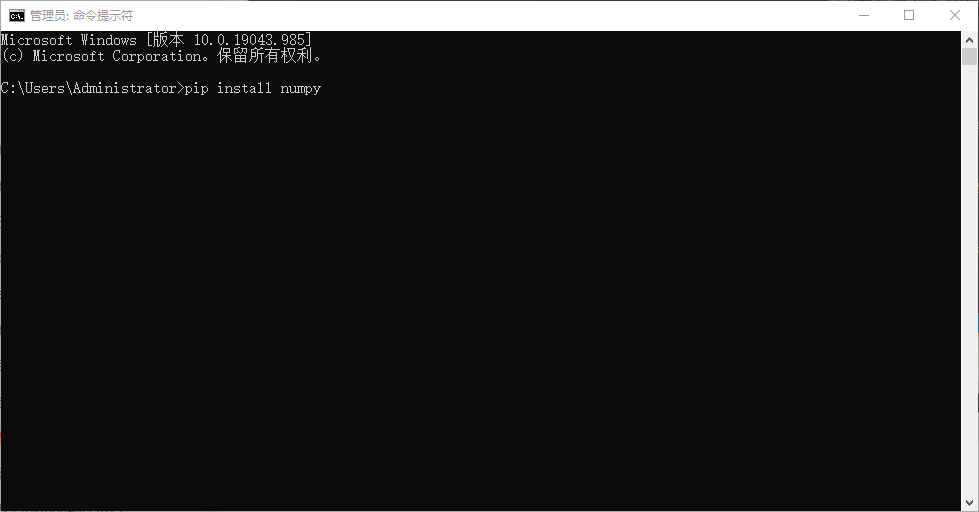 管理员: 命令提示符
Microsoft Windows [版本 10.0.19043.985]
(c) Microsoft Corporation。保留所有权利。
C:\Users\Administrator>pip install numpy